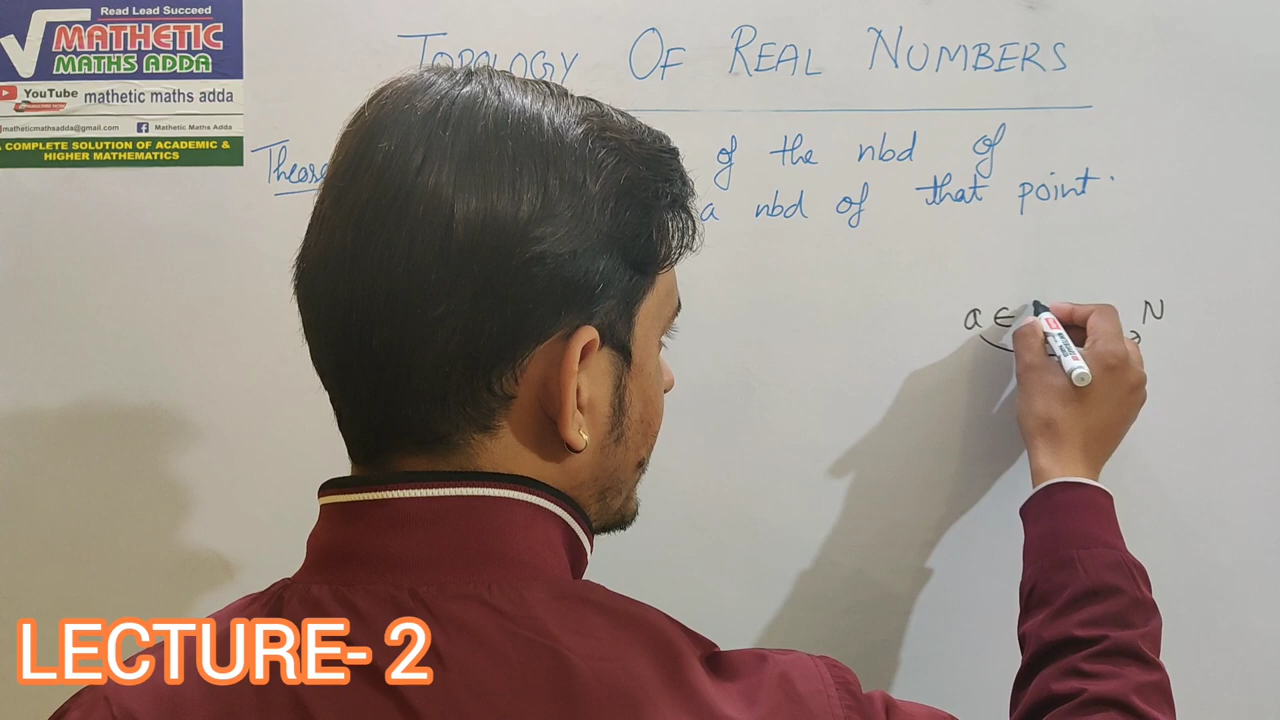 Read Lead Succeed
MATHETIC
MATHS ADDA
YouTube mathetic maths adda
matheticmathsadda@gmail.com Mathetic Maths Adda
A COMPLETE SOLUTION OF ACADEMIC &
HIGHER MATHEMATICS
TOPOLOGY OF REAL NUMBERS
of the nbd of
a nbd of that point.
a ∈ N
LECTURE- 2